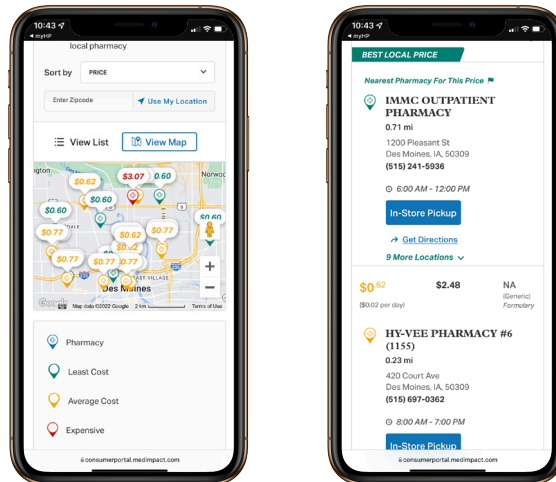 10:43
◄ myHP
local pharmacy
Sort by PRICE
Enter Zipcode Use My Location
View List View Map
Norwoo
$0.62 $3.07 0.60
$0.60 $0.60 $0.60
$0.77 $0.62 $0.77
$0.77 $0.77 0.77
EAST VILLAGE
Des Moines
Google Map data ©2022 Google 2 km Terms of Use
Pharmacy
Least Cost
Average Cost
Expensive
consumerportal.medimpact.com
10:43
◄ myHP
BEST LOCAL PRICE
Nearest Pharmacy For This Price
IMMC OUTPATIENT
PHARMACY
0.71 mi
1200 Pleasant St
Des Moines, IA, 50309
(515) 241-5936
6:00 AM - 12:00 PM
In-Store Pickup
Get Directions
9 More Locations
$0.62 $2.48 NA
($0.02 per day) (Generic)
Formulery
HY-VEE PHARMACY #6
(1155)
0.23 mi
420 Court Ave
Des Moines, IA, 50309
(515) 697-0362
8:00 AM - 7:00 PM
In-Store Pickup
consumerportal.medimpact.com